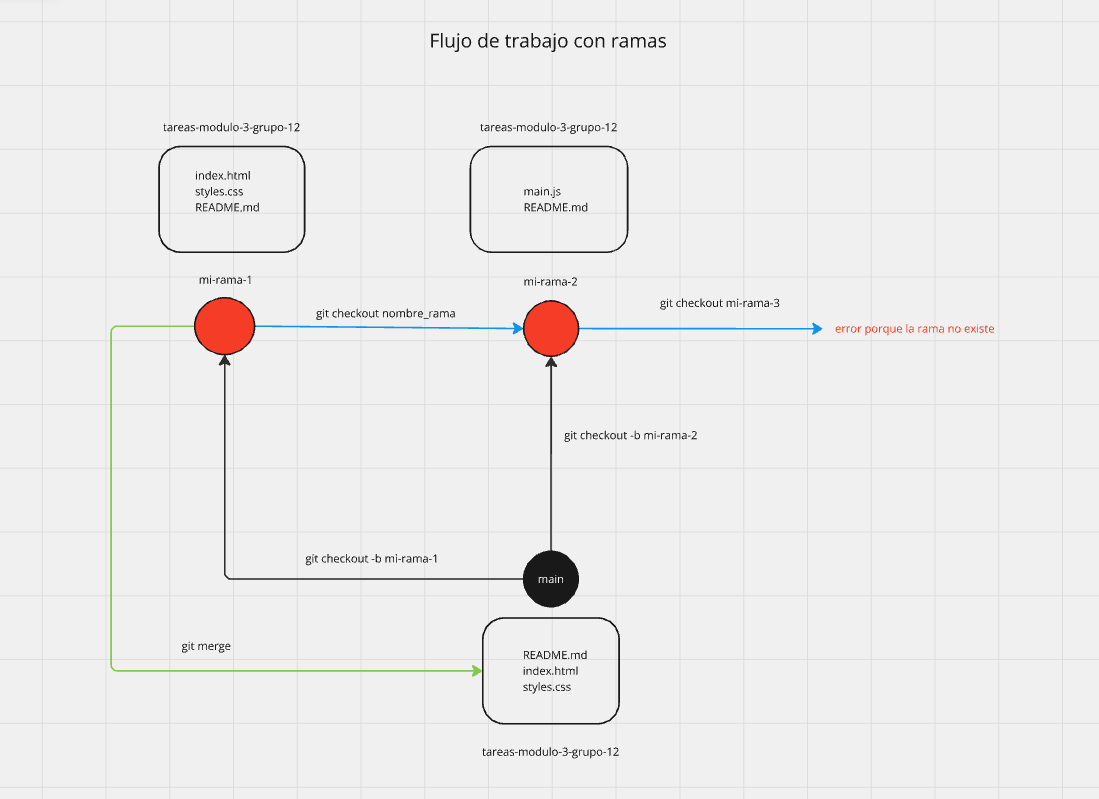 Flujo de trabajo con ramas
tareas-modulo-3-grupo-12
tareas-modulo-3-grupo-12
index.html
styles.css
README.md
main.js
README.md
mi-rama-1
mi-rama-2
git checkout nombre_rama
git checkout mi-rama-3
error porque la rama no existe
git checkout -b mi-rama-2
git checkout -b mi-rama-1
main
git merge
README.md
index.html
styles.css
tareas-modulo-3-grupo-12